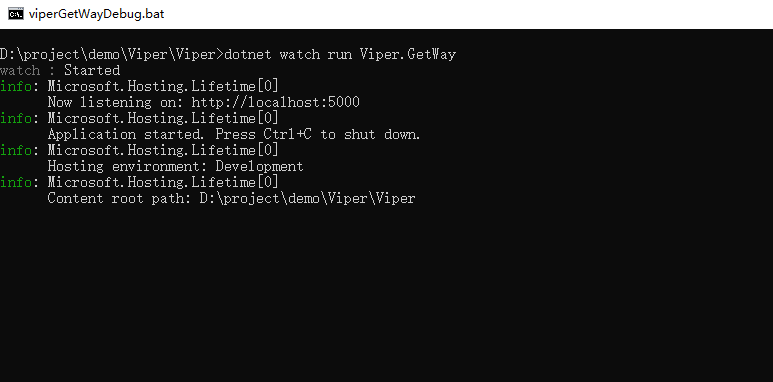 viperGetWayDebug.bat
D:\project\demo\Viper\Viper>dotnet watch run Viper.GetWay
watch : Started
info: Microsoft.Hosting.Lifetime[0]
Now listening on: http://localhost:5000
info: Microsoft.Hosting.Lifetime[0]
Application started. Press Ctrl+C to shut down.
info: Microsoft.Hosting.Lifetime[0]
Hosting environment: Development
info: Microsoft.Hosting.Lifetime[0]
Content root path: D:\project\demo\Viper\Viper